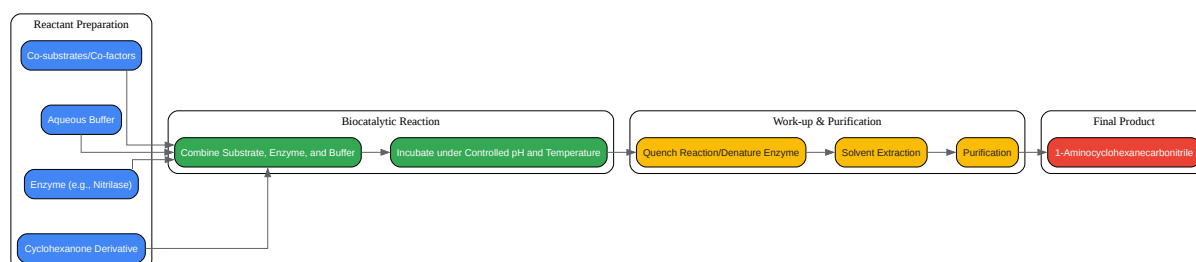 Reactant Preparation
Co-substrates/Co-factors
Aqueous Buffer
Enzyme (e.g., Nitrilase)
Cyclohexanone Derivative
Biocatalytic Reaction
Combine Substrate, Enzyme, and Buffer
Incubate under Controlled pH and Temperature
Work-up & Purification
Quench Reaction/Denature Enzyme
Solvent Extraction
Purification
Final Product
1-Aminocyclohexanecarbonitrile